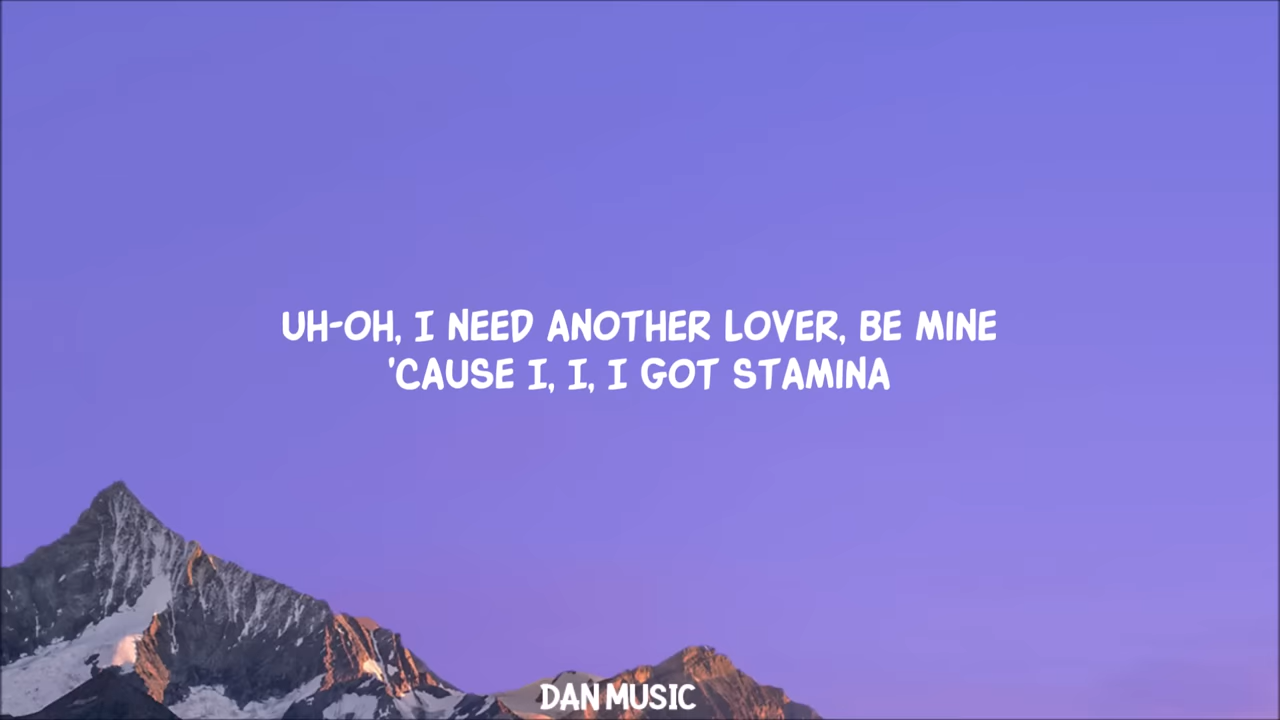 UH-OH, I NEED ANOTHER LOVER, BE MINE
'CAUSE I, I, I GOT STAMINA
DAN MUSIC